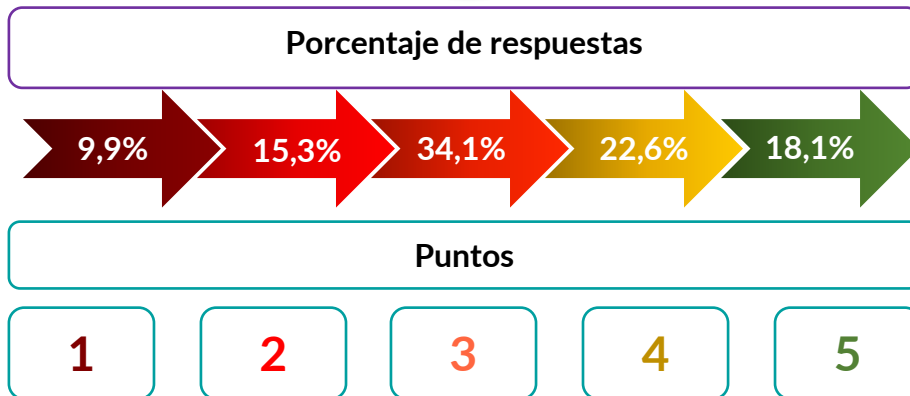 Porcentaje de respuestas
9,9% 15,3% 34,1% 22,6% 18,1%
Puntos
1 2 3 4 5